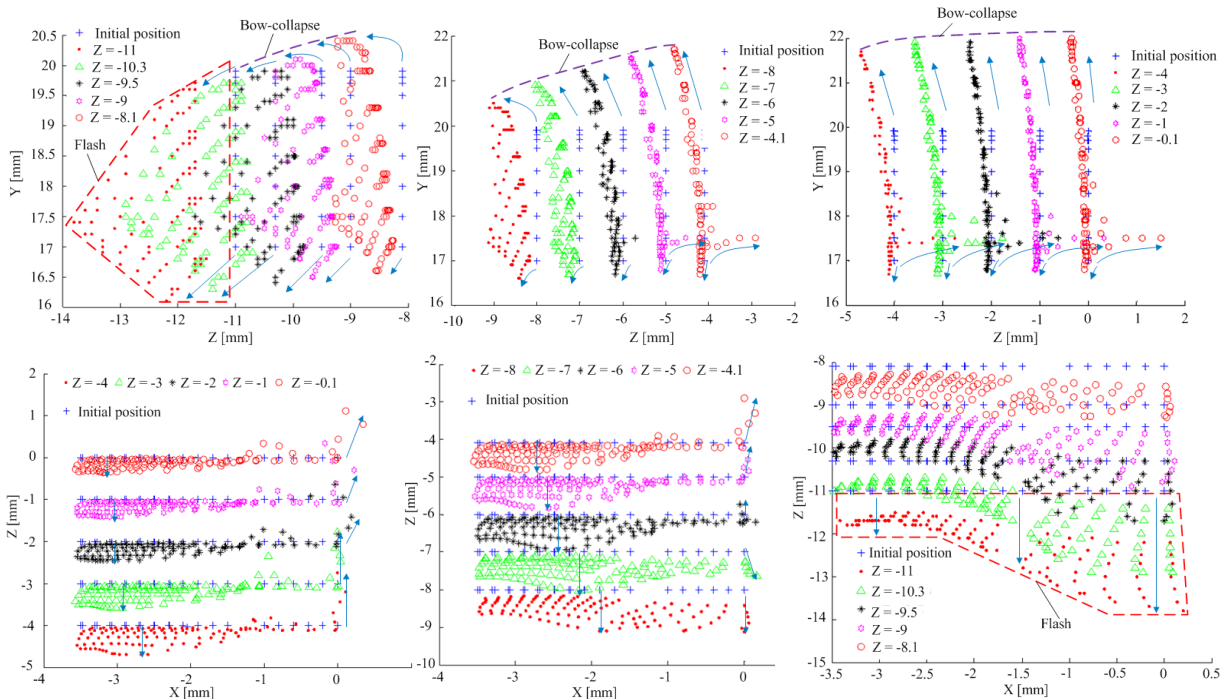 Bow-collapse
20.5
20
19.5
19
18.5
18
17.5
17
16.5
16
Y [mm]
Initial position
Z = -11
Z = -10.3
Z = -9.5
Z = -9
Z = -8.1
Flash
-14 -13 -12 -11 -10 -9 -8
Z [mm]
Bow-collapse
22
21
20
19
18
17
16
Y [mm]
Initial position
Z = -8
Z = -7
Z = -6
Z = -5
Z = -4.1
-10 -9 -8 -7 -6 -5 -4 -3 -2
Z [mm]
Bow-collapse
22
21
20
19
18
17
16
Y [mm]
Initial position
Z = -4
Z = -3
Z = -2
Z = -1
Z = -0.1
-5 -4 -3 -2 -1 0 1 2
Z [mm]
2
1
0
-1
-2
-3
-4
-5
Z [mm]
Z = -4 Z = -3 Z = -2 Z = -1 Z = -0.1
Initial position
-4 -3 -2 -1 0 1
X [mm]
-2
-3
-4
-5
-6
-7
-8
-9
-10
Z [mm]
Z = -8 Z = -7 Z = -6 Z = -5 Z = -4.1
Initial position
-4 -3 -2 -1 0 1
X [mm]
-8
-9
-10
-11
-12
-13
-14
-15
Z [mm]
Initial position
Z = -11
Z = -10.3
Z = -9.5
Z = -9
Z = -8.1
Flash
-3.5 -3 -2.5 -2 -1.5 -1 -0.5 0 0.5
X [mm]